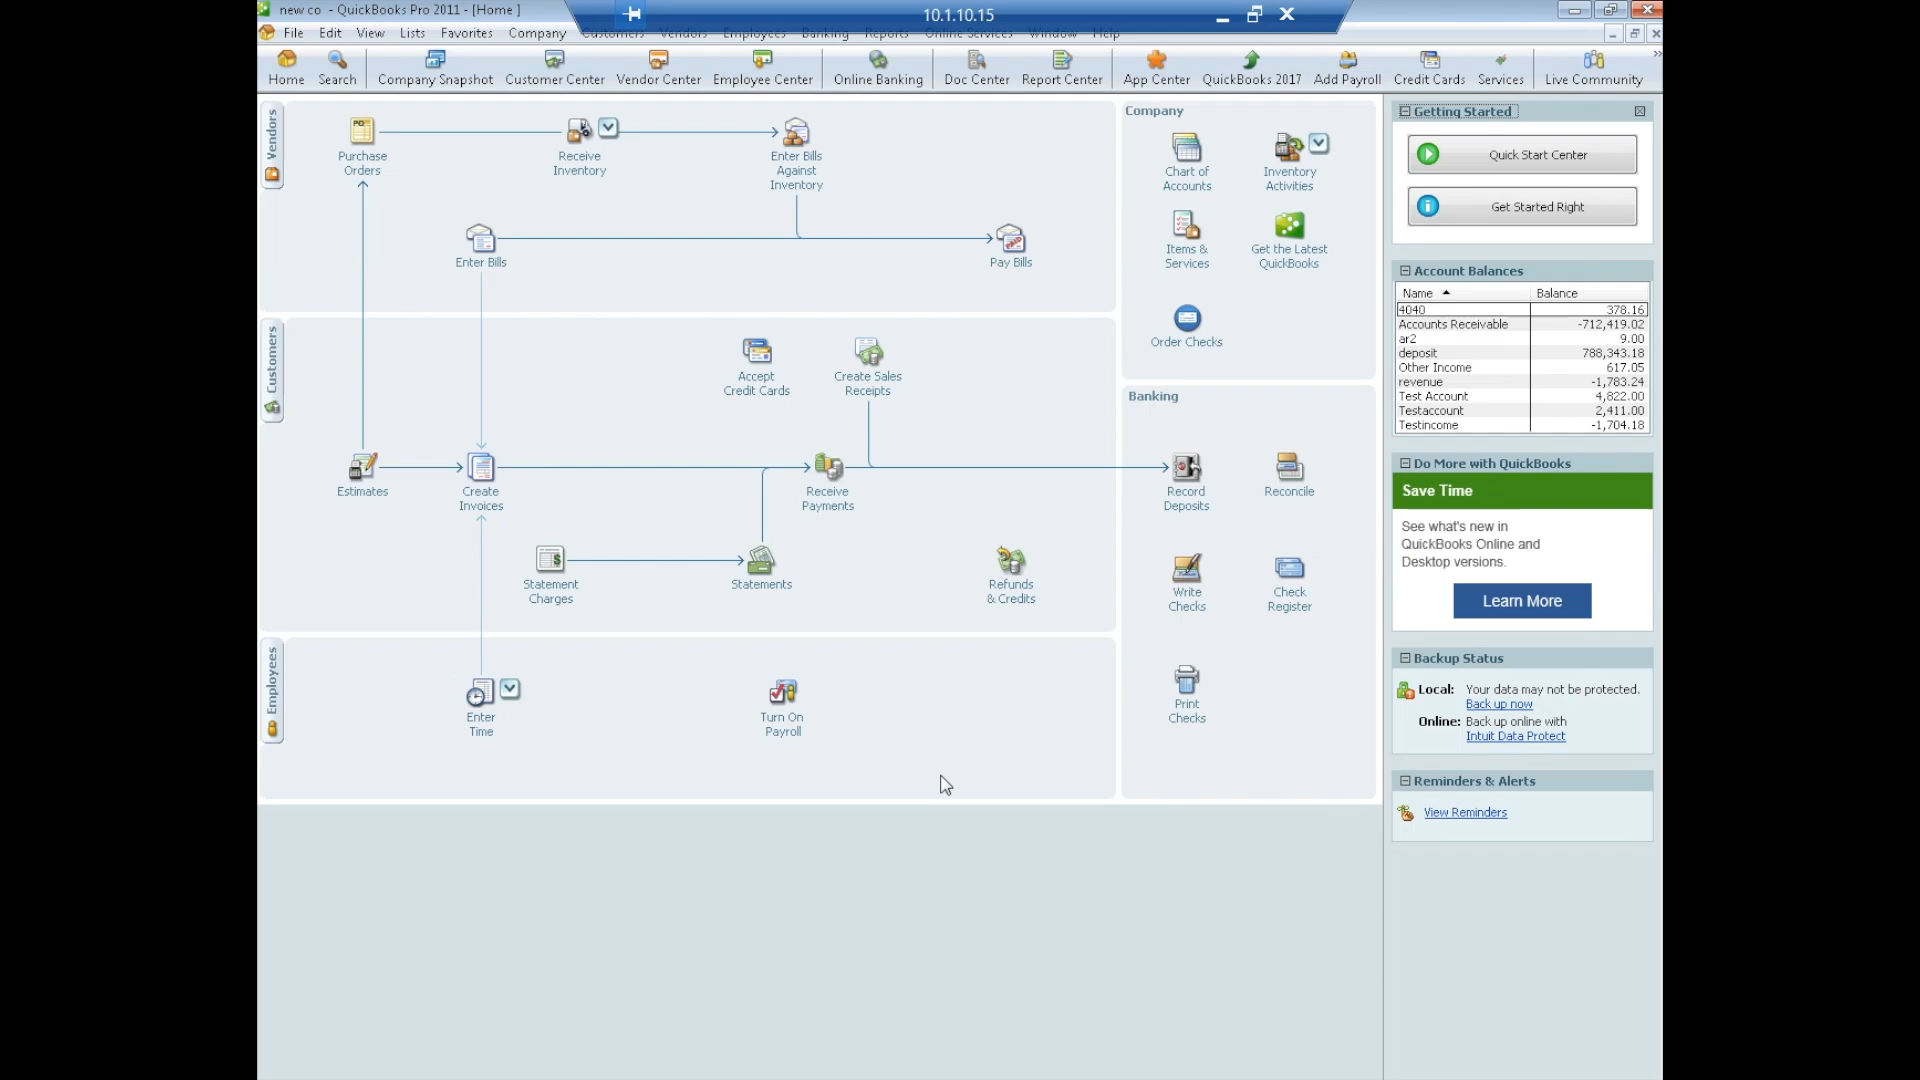 new co - QuickBooks Pro 2011 - [Home ]
10.1.10.15
File Edit View Lists Favorites Company Customers Vendors Employees Banking Reports Online Services Window Help
Home Search Company Snapshot Customer Center Vendor Center Employee Center Online Banking Doc Center Report Center App Center QuickBooks 2017 Add Payroll Credit Cards Services Live Community
Vendors
Purchase
Orders
Receive
Inventory
Enter Bills
Against
Inventory
Enter Bills
Pay Bills
Customers
Accept
Credit Cards
Create Sales
Receipts
Estimates
Create
Invoices
Receive
Payments
Statement
Charges
Statements
Refunds
& Credits
Employees
Enter
Time
Turn On
Payroll
Company
Chart of
Accounts
Inventory
Activities
Items &
Services
Get the Latest
QuickBooks
Order Checks
Banking
Record
Deposits
Reconcile
Write
Checks
Check
Register
Print
Checks
Getting Started
Quick Start Center
Get Started Right
Account Balances
Name Balance
4040 378.16
Accounts Receivable -712,419.02
ar2 9.00
deposit 788,343.18
Other Income 617.05
revenue -1,783.24
Test Account 4,822.00
Testaccount 2,411.00
Testincome -1,704.18
Do More with QuickBooks
Save Time
See what's new in
QuickBooks Online and
Desktop versions.
Learn More
Backup Status
Local: Your data may not be protected.
Back up now
Online: Back up online with
Intuit Data Protect
Reminders & Alerts
View Reminders